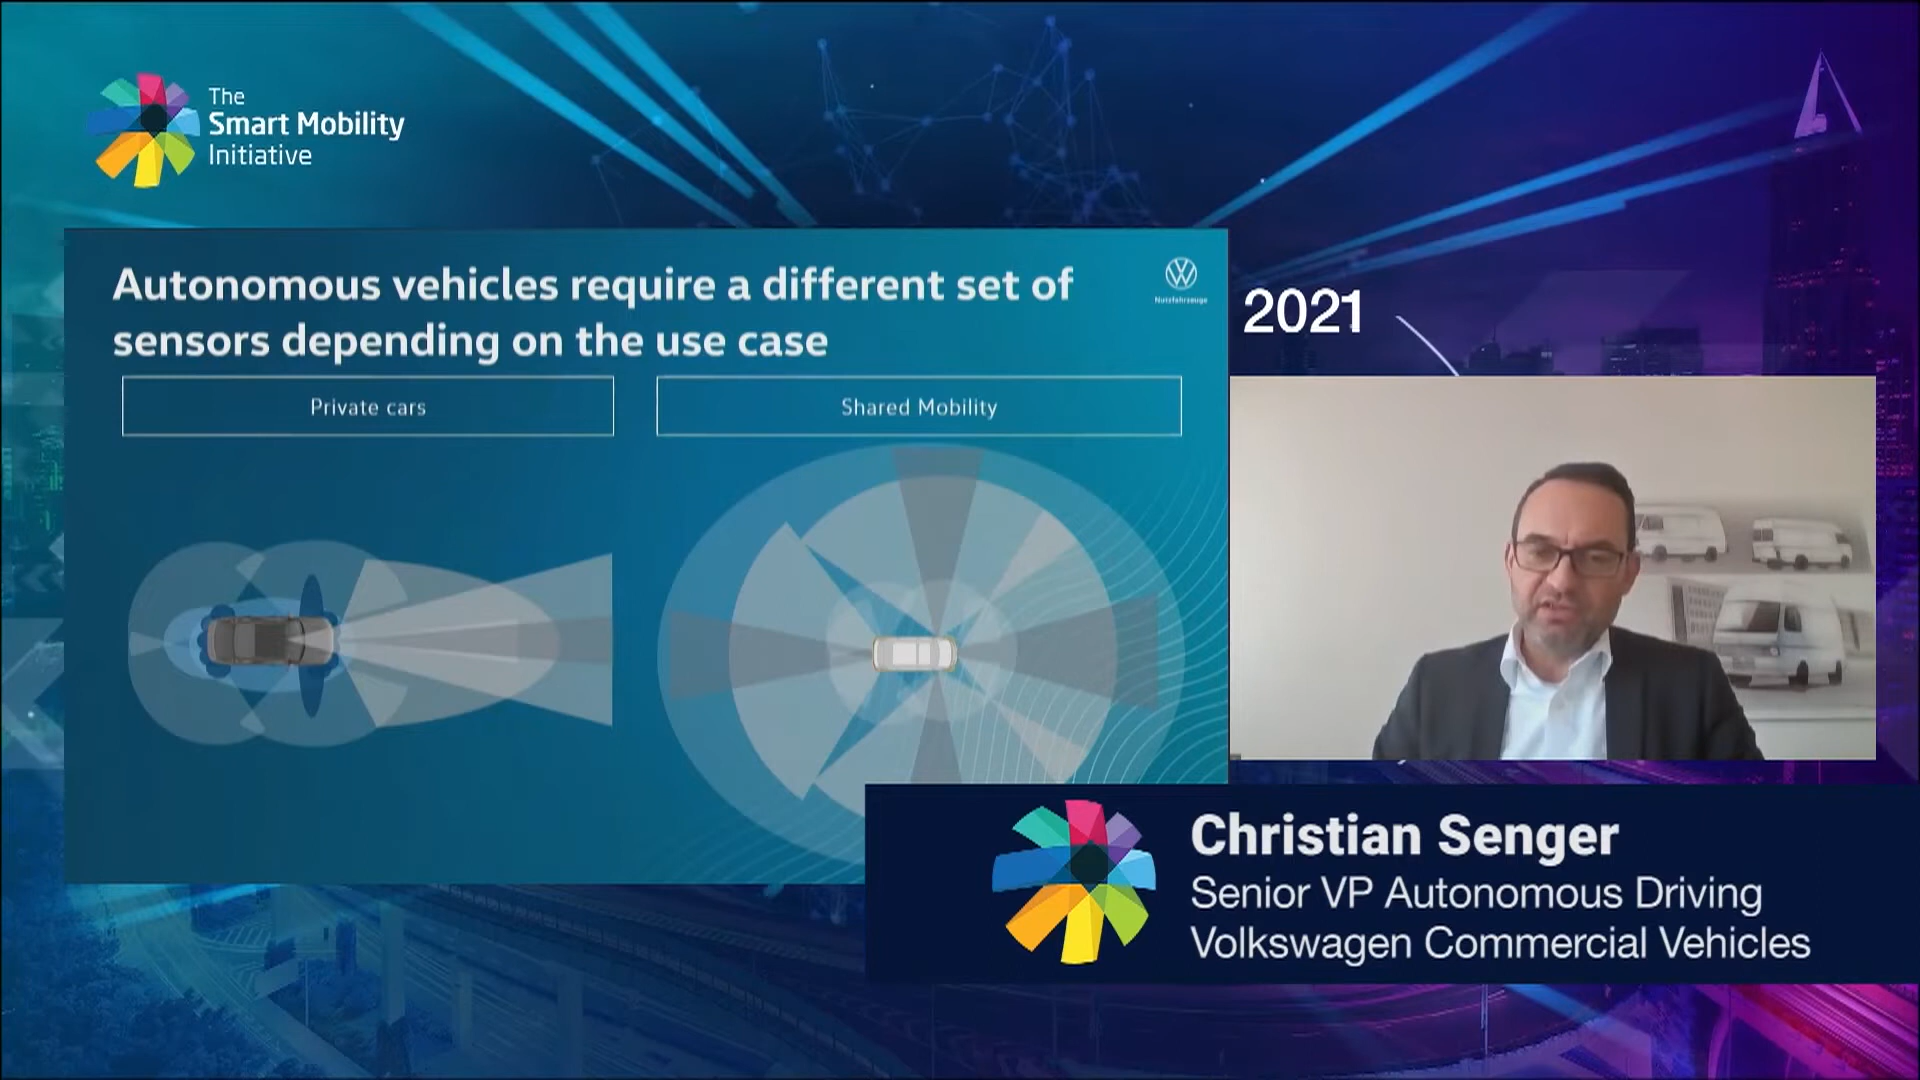 The
Smart Mobility
Initiative
Autonomous vehicles require a different set of
sensors depending on the use case
Nutzfahrzeuge
Private cars
Shared Mobility
2021
Christian Senger
Senior VP Autonomous Driving
Volkswagen Commercial Vehicles